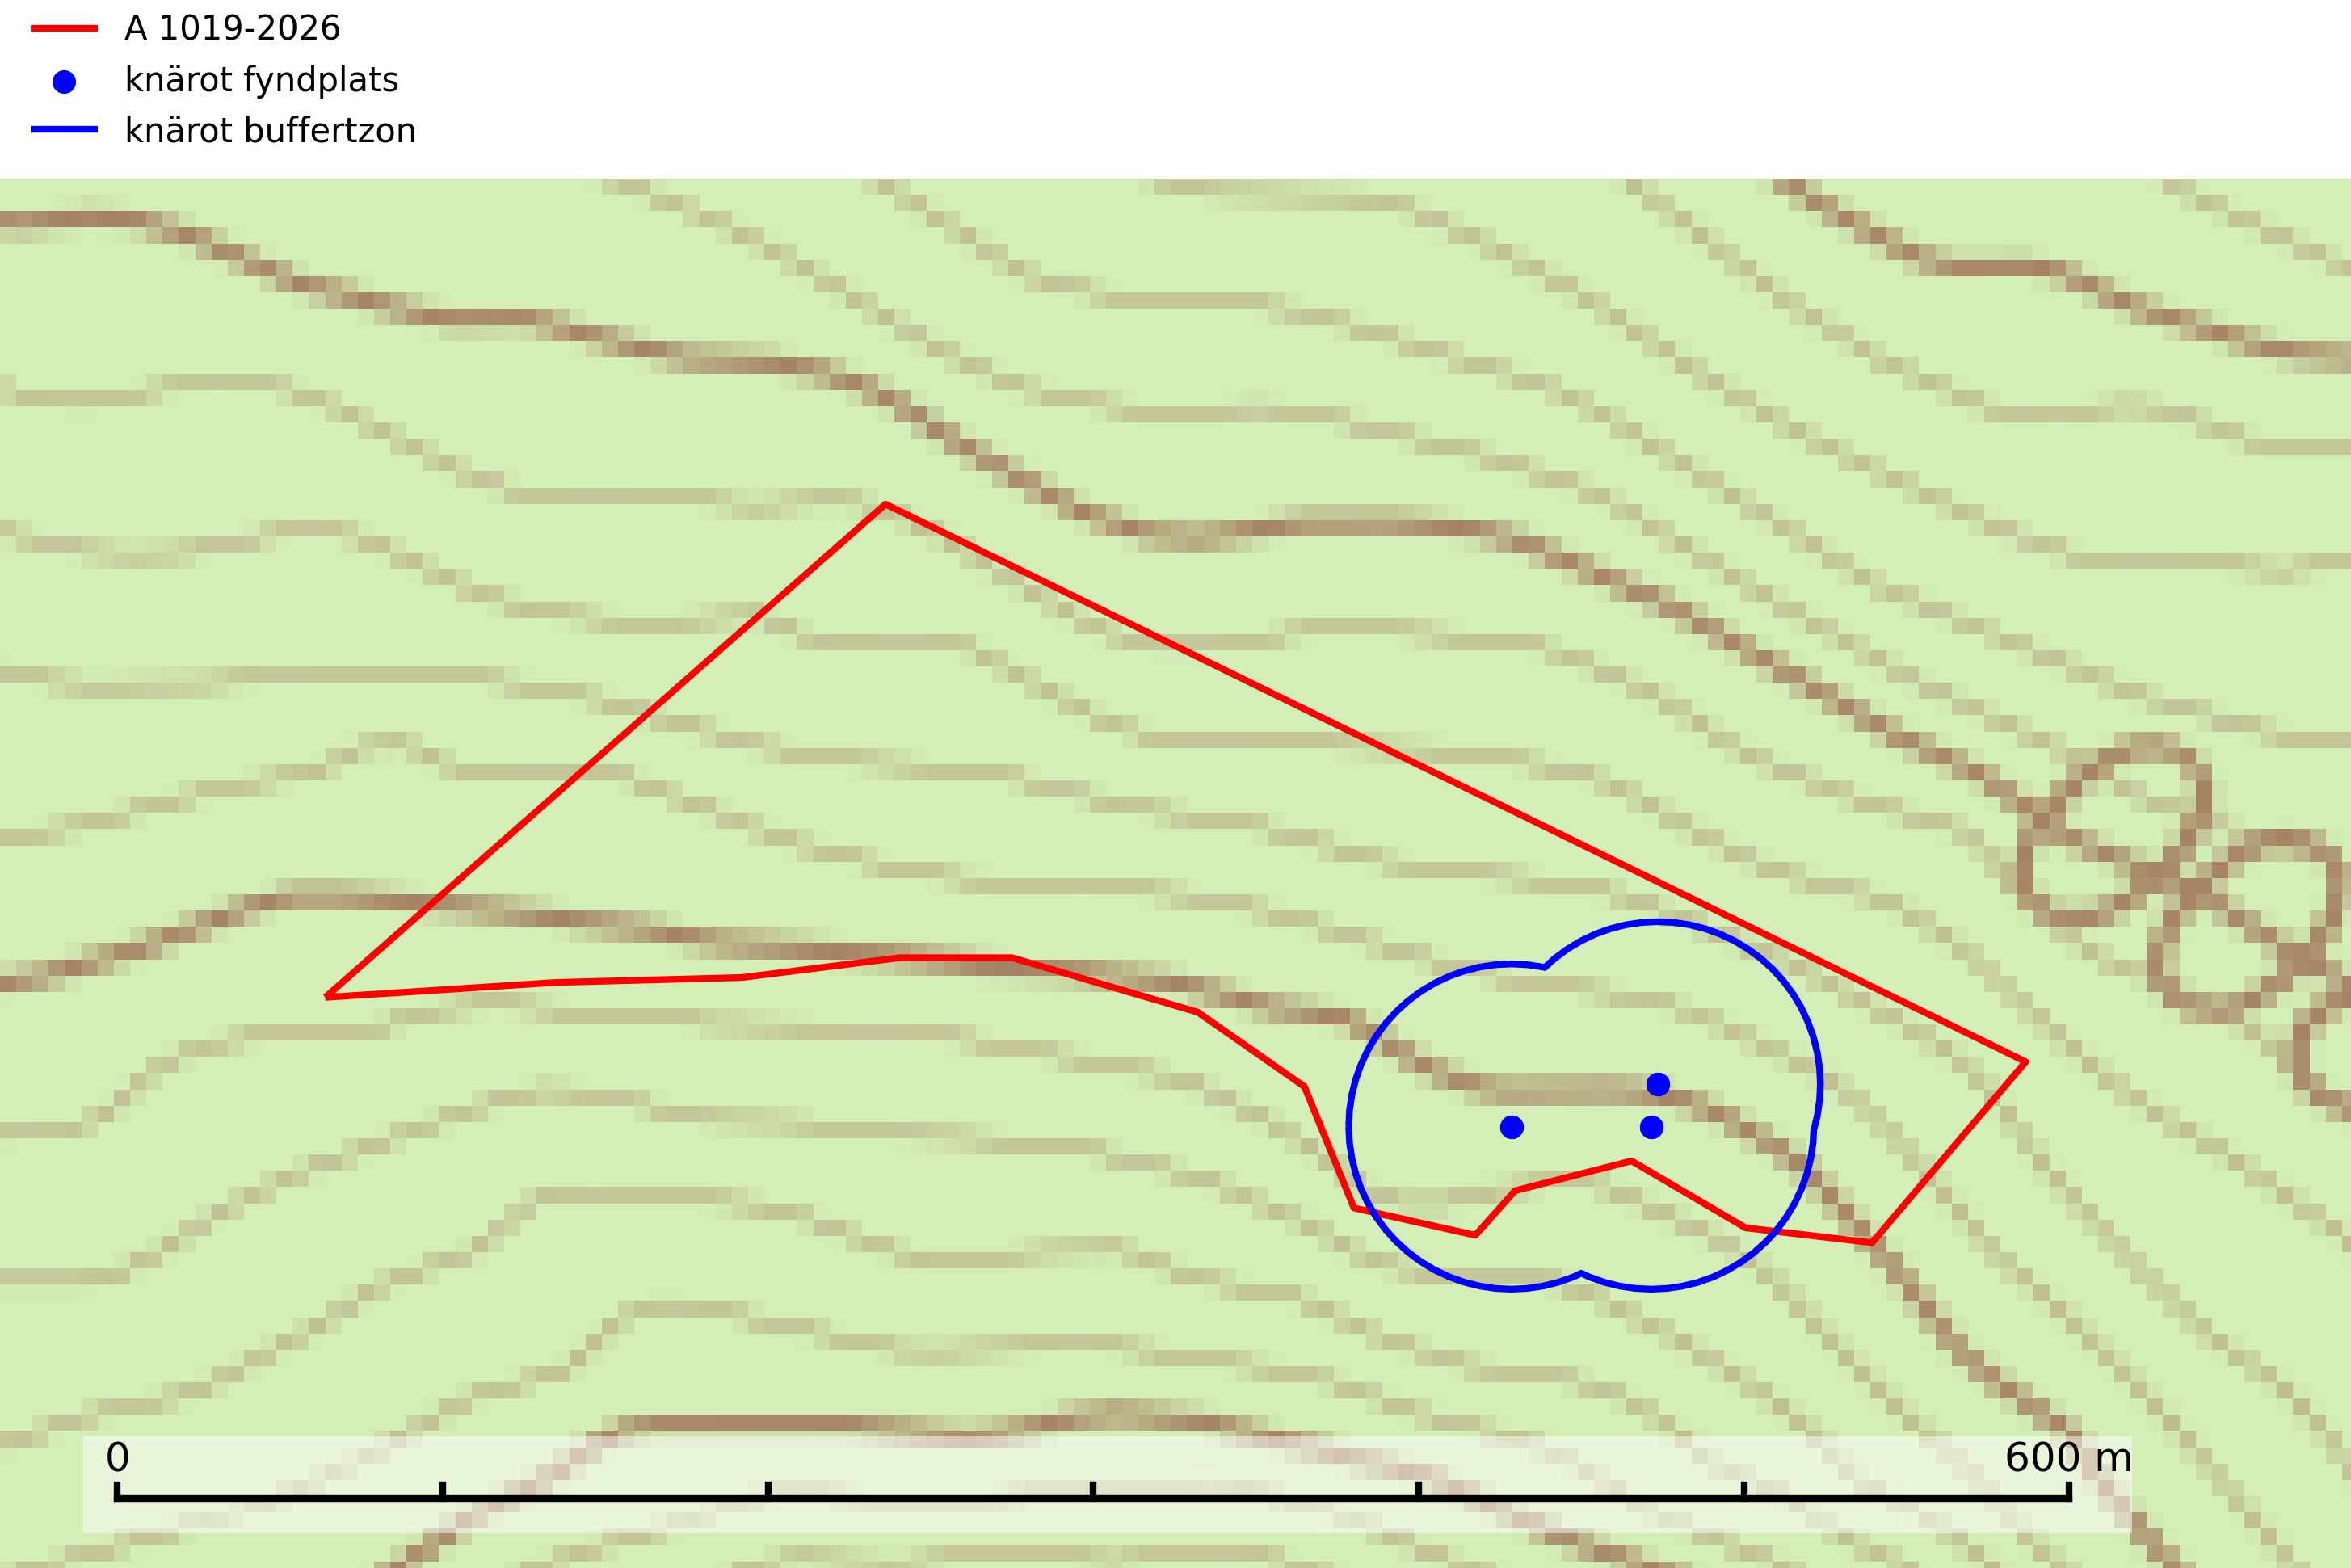 A 1019-2026
knärot fyndplats
knärot buffertzon
0
600 m